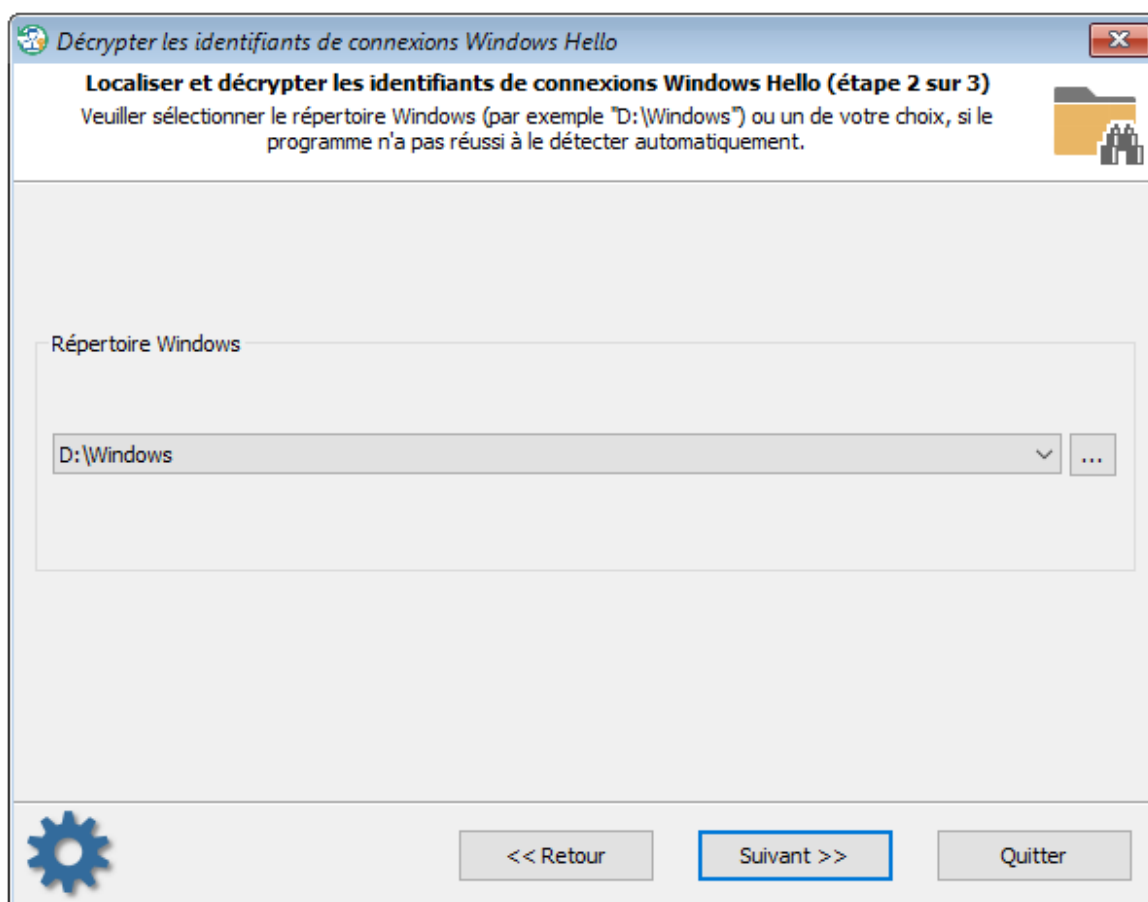 Décrypter les identifiants de connexions Windows Hello
Localiser et décrypter les identifiants de connexions Windows Hello (étape 2 sur 3)
Veuiller sélectionner le répertoire Windows (par exemple "D:\Windows") ou un de votre choix, si le
programme n'a pas réussi à le détecter automatiquement.
Répertoire Windows
D:\Windows
...
<< Retour
Suivant >>
Quitter